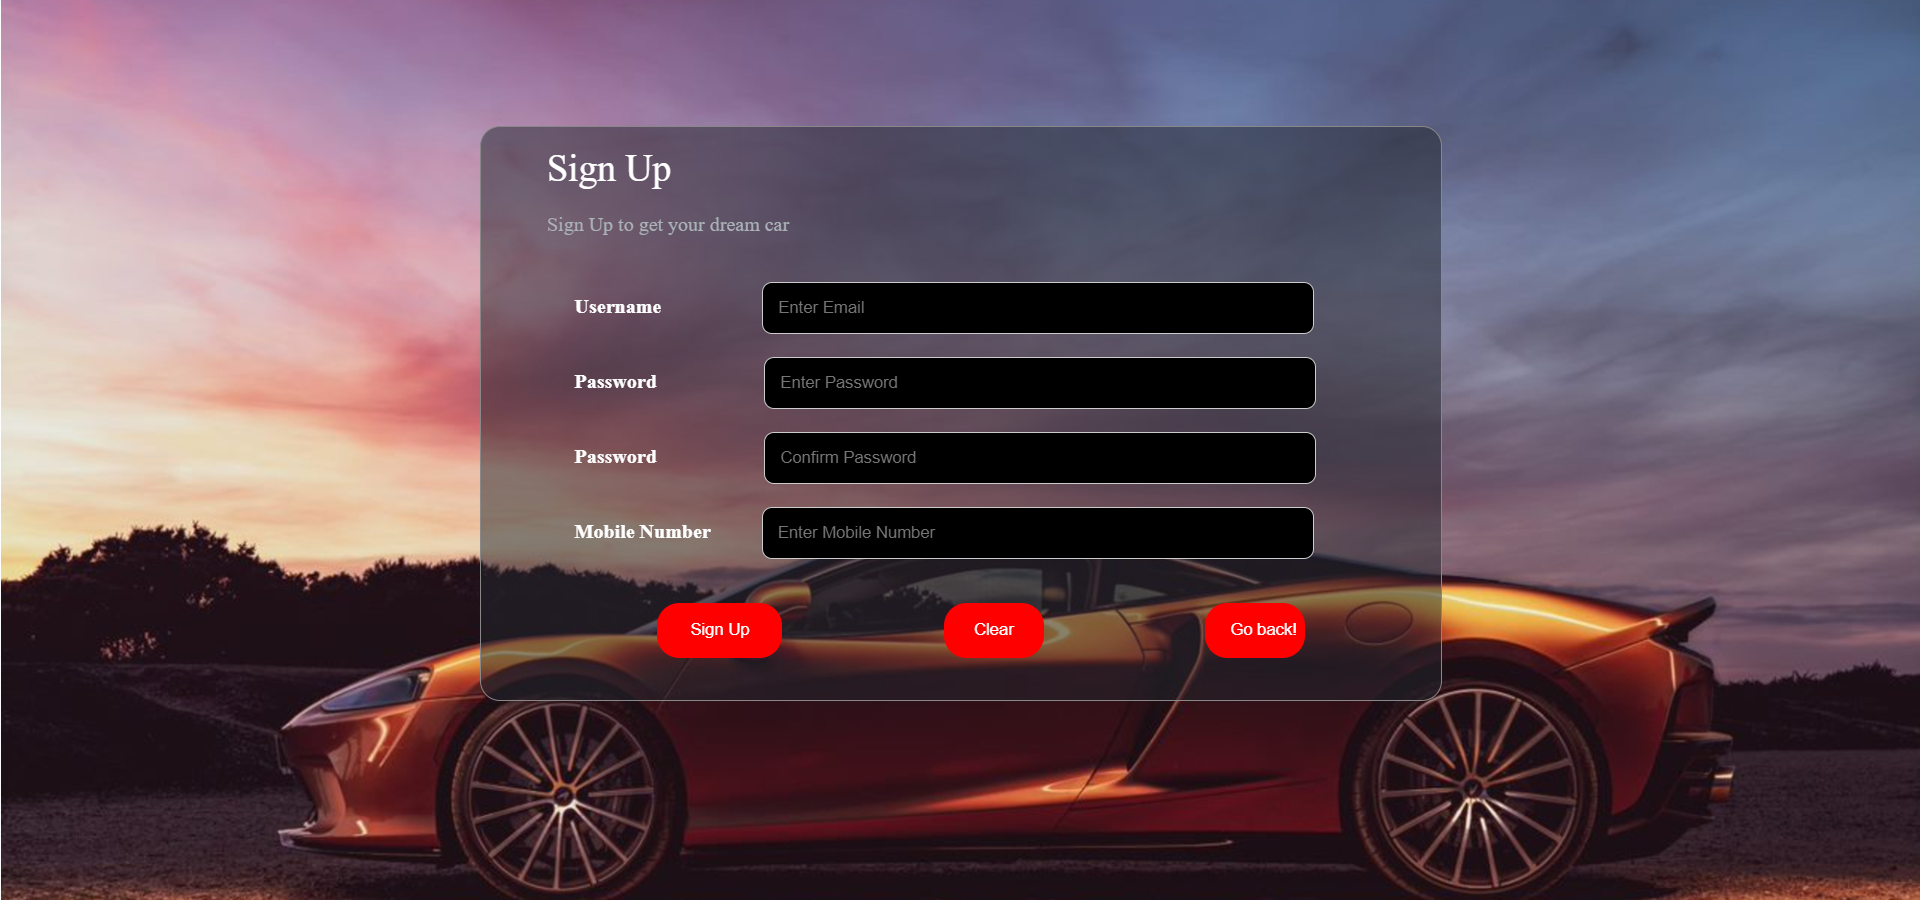 Sign Up
Sign Up to get your dream car
Username Enter Email
Password Enter Password
Password Confirm Password
Mobile Number Enter Mobile Number
Sign Up Clear Go back!